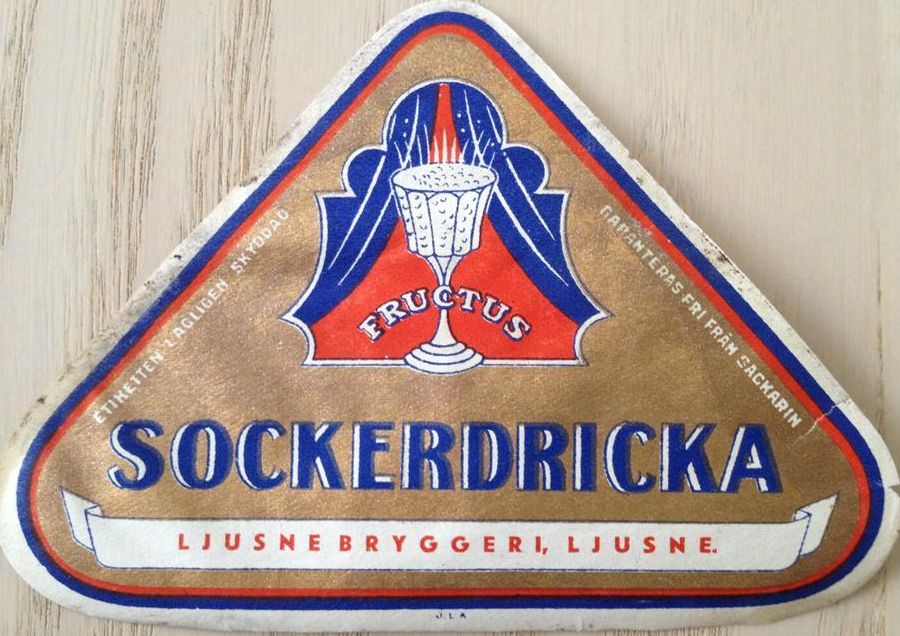 FRUCTUS
ETIKETTEN LAGLIGEN SKYDDAD
GARANTERAS FRI FRÅN SACKARIN
SOCKERDRICKA
LJUSNE BRYGGERI, LJUSNE.
J.L.A